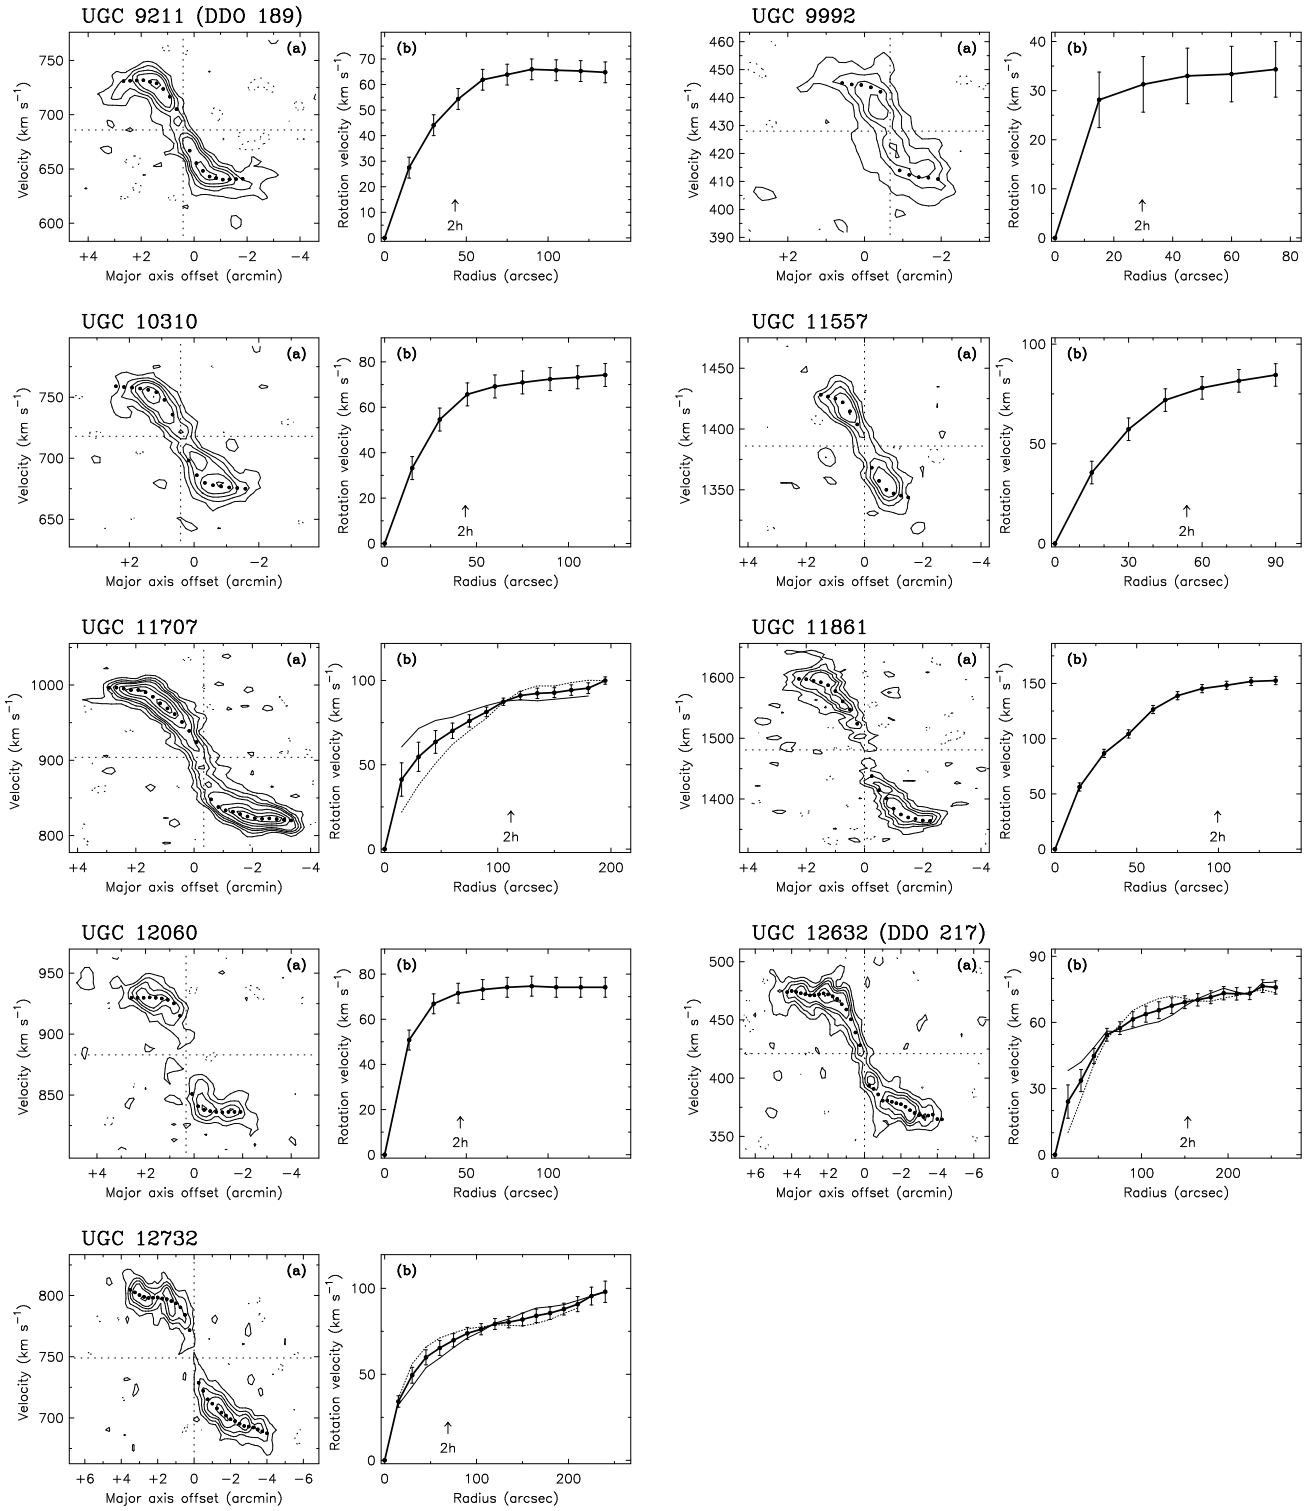 UGC 9211 (DDO 189)
(a)
Velocity (km s⁻¹)
750
700
650
600
+4 +2 0 −2 −4
Major axis offset (arcmin)
(b)
Rotation velocity (km s⁻¹)
70
60
50
40
30
20
10
0
2h
0 50 100
Radius (arcsec)
UGC 9992
(a)
Velocity (km s⁻¹)
460
450
440
430
420
410
400
390
+2 0 −2
Major axis offset (arcmin)
(b)
Rotation velocity (km s⁻¹)
40
30
20
10
0
2h
0 20 40 60 80
Radius (arcsec)
UGC 10310
(a)
Velocity (km s⁻¹)
750
700
650
+2 0 −2
Major axis offset (arcmin)
(b)
Rotation velocity (km s⁻¹)
80
60
40
20
0
2h
0 50 100
Radius (arcsec)
UGC 11557
(a)
Velocity (km s⁻¹)
1450
1400
1350
+4 +2 0 −2 −4
Major axis offset (arcmin)
(b)
Rotation velocity (km s⁻¹)
100
50
0
2h
0 30 60 90
Radius (arcsec)
UGC 11707
(a)
Velocity (km s⁻¹)
1000
900
800
+4 +2 0 −2 −4
Major axis offset (arcmin)
(b)
Rotation velocity (km s⁻¹)
100
50
0
2h
0 100 200
Radius (arcsec)
UGC 11861
(a)
Velocity (km s⁻¹)
1600
1500
1400
+4 +2 0 −2 −4
Major axis offset (arcmin)
(b)
Rotation velocity (km s⁻¹)
150
100
50
0
2h
0 50 100
Radius (arcsec)
UGC 12060
(a)
Velocity (km s⁻¹)
950
900
850
+4 +2 0 −2 −4
Major axis offset (arcmin)
(b)
Rotation velocity (km s⁻¹)
80
60
40
20
0
2h
0 50 100
Radius (arcsec)
UGC 12632 (DDO 217)
(a)
Velocity (km s⁻¹)
500
450
400
350
+6 +4 +2 0 −2 −4 −6
Major axis offset (arcmin)
(b)
Rotation velocity (km s⁻¹)
90
60
30
0
2h
0 100 200
Radius (arcsec)
UGC 12732
(a)
Velocity (km s⁻¹)
800
750
700
+6 +4 +2 0 −2 −4 −6
Major axis offset (arcmin)
(b)
Rotation velocity (km s⁻¹)
100
50
0
2h
0 100 200
Radius (arcsec)